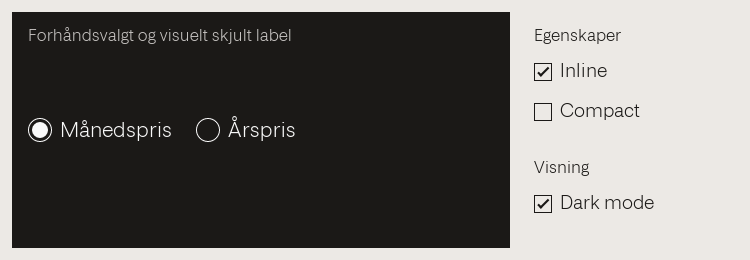 Forhåndsvalgt og visuelt skjult label
Månedspris
Årspris
Egenskaper
Inline
Compact
Visning
Dark mode